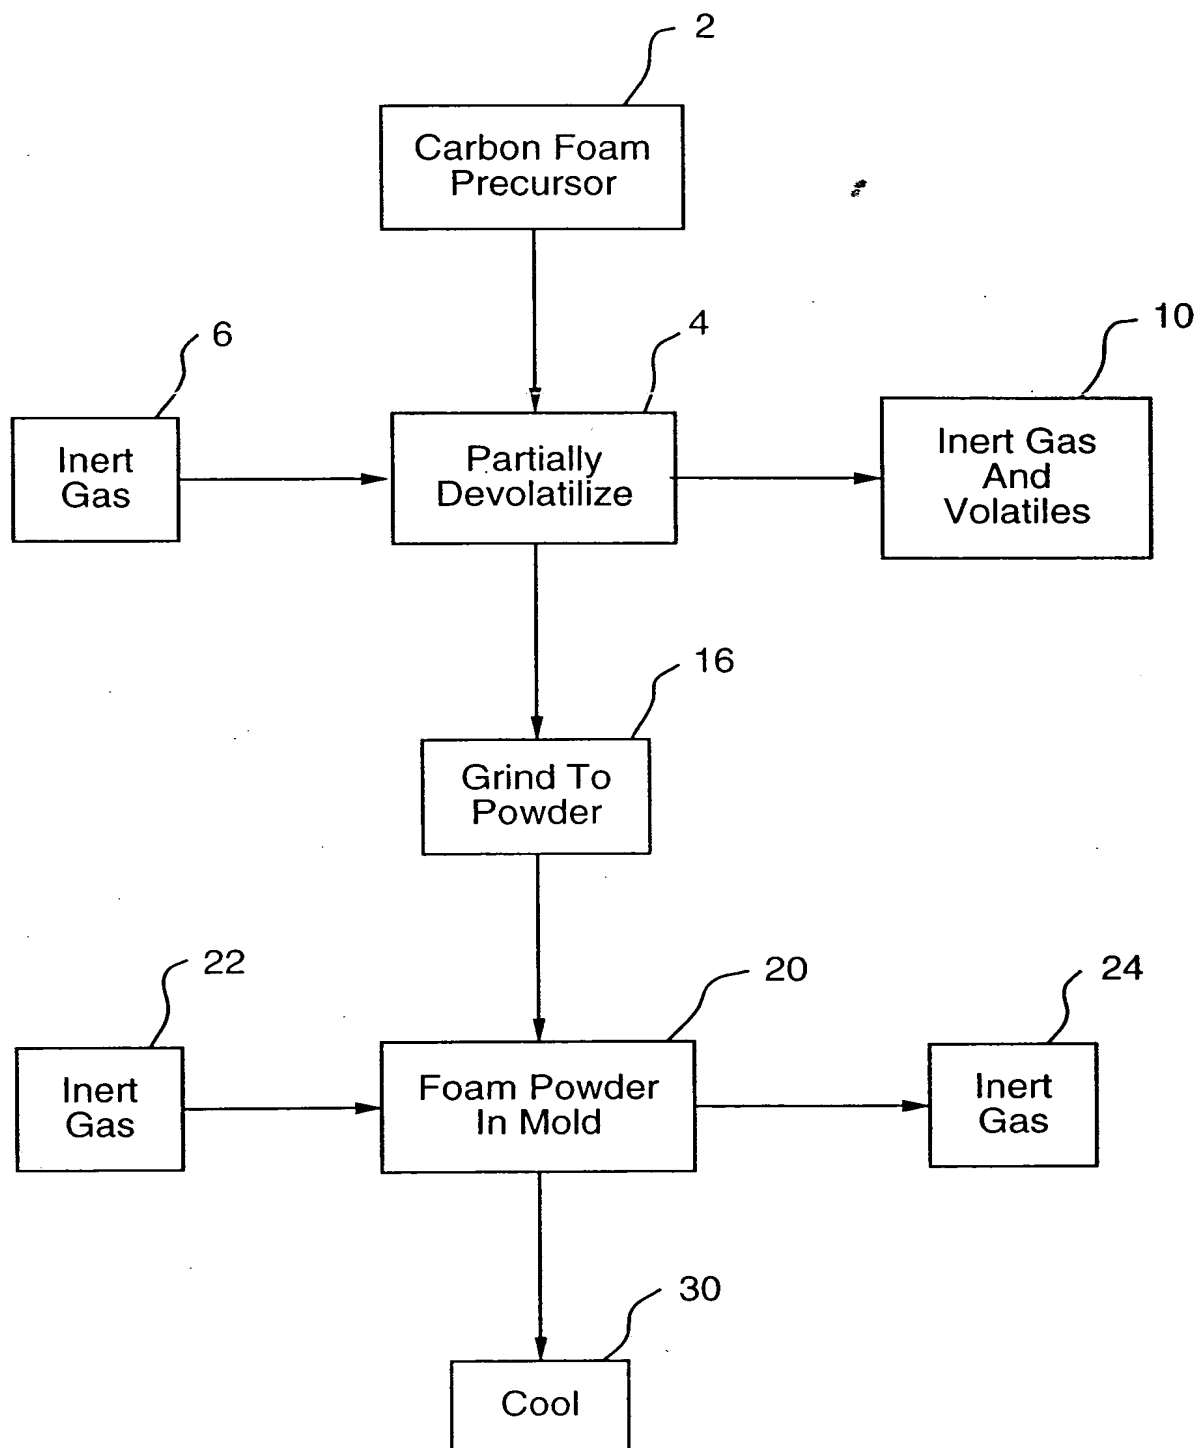 2
Carbon Foam
Precursor
6
4
10
Inert
Gas
Partially
Devolatilize
Inert Gas
And
Volatiles
16
Grind To
Powder
22
20
24
Inert
Gas
Foam Powder
In Mold
Inert
Gas
30
Cool